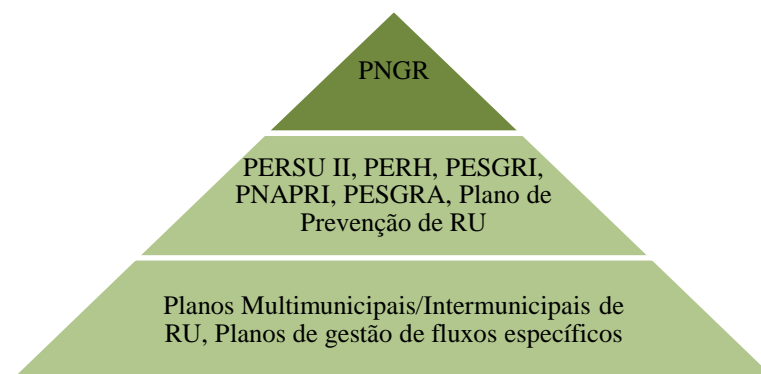 PNGR
PERSU II, PERH, PESGRI,
PNAPRI, PESGRA, Plano de
Prevenção de RU
Planos Multimunicipais/Intermunicipais de
RU, Planos de gestão de fluxos específicos